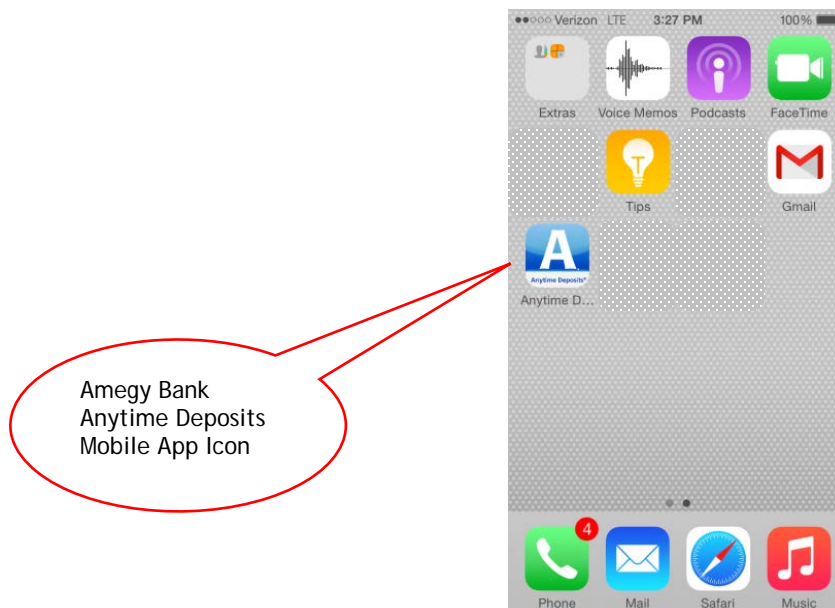 Verizon LTE 3:27 PM 100%
Extras Voice Memos Podcasts FaceTime
T
Tips Gmail
A
Anytime Deposits®
Anytime D...
Amegy Bank
Anytime Deposits
Mobile App Icon
4
Phone Mail Safari Music